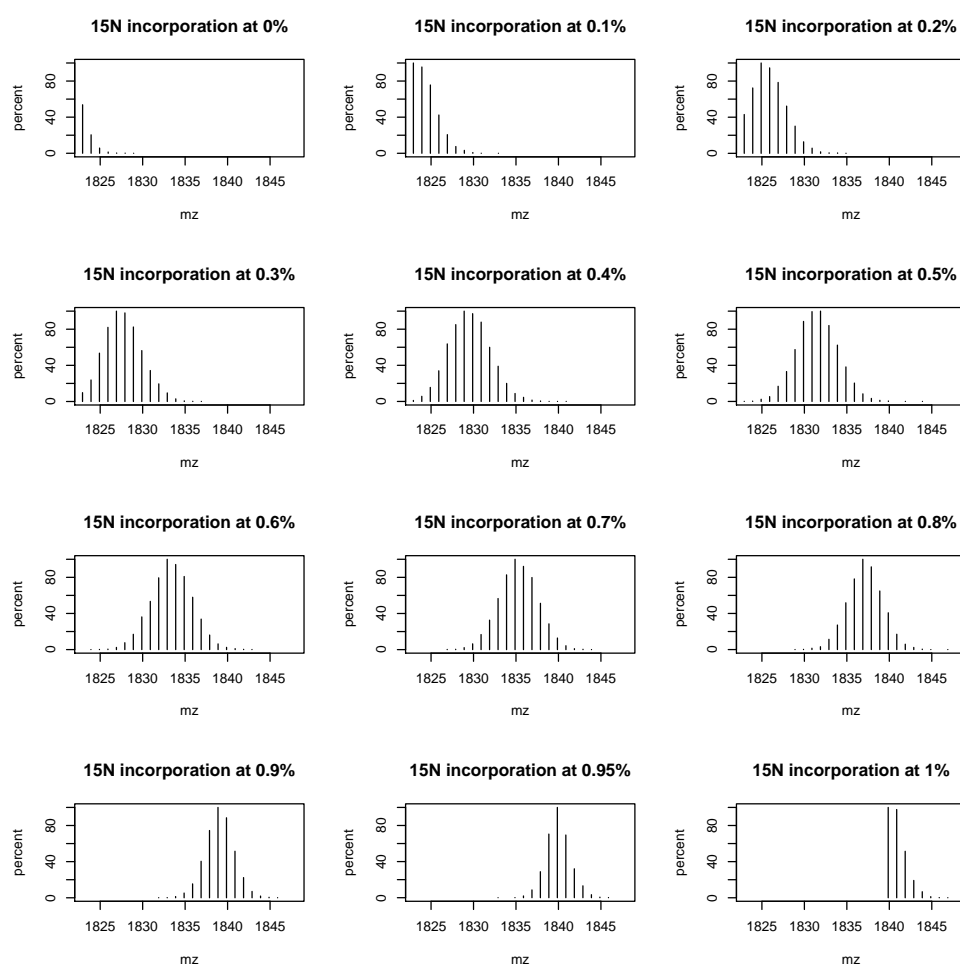 15N incorporation at 0%
percent
0
40
80
1825 1830 1835 1840 1845
mz
15N incorporation at 0.1%
percent
0
40
80
1825 1830 1835 1840 1845
mz
15N incorporation at 0.2%
percent
0
40
80
1825 1830 1835 1840 1845
mz
15N incorporation at 0.3%
percent
0
40
80
1825 1830 1835 1840 1845
mz
15N incorporation at 0.4%
percent
0
40
80
1825 1830 1835 1840 1845
mz
15N incorporation at 0.5%
percent
0
40
80
1825 1830 1835 1840 1845
mz
15N incorporation at 0.6%
percent
0
40
80
1825 1830 1835 1840 1845
mz
15N incorporation at 0.7%
percent
0
40
80
1825 1830 1835 1840 1845
mz
15N incorporation at 0.8%
percent
0
40
80
1825 1830 1835 1840 1845
mz
15N incorporation at 0.9%
percent
0
40
80
1825 1830 1835 1840 1845
mz
15N incorporation at 0.95%
percent
0
40
80
1825 1830 1835 1840 1845
mz
15N incorporation at 1%
percent
0
40
80
1825 1830 1835 1840 1845
mz